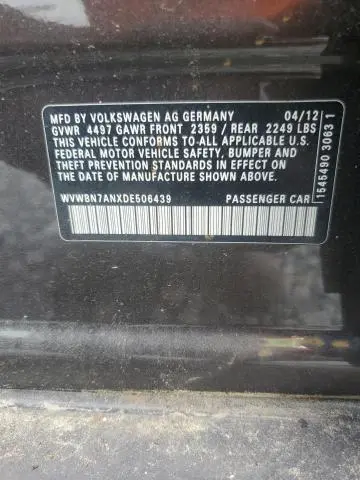 MFD BY VOLKSWAGEN AG GERMANY 04/12
GVWR 4497 GAWR FRONT 2359 / REAR 2249 LBS
THIS VEHICLE CONFORMS TO ALL APPLICABLE U.S.
FEDERAL MOTOR VEHICLE SAFETY, BUMPER AND
THEFT PREVENTION STANDARDS IN EFFECT ON
THE DATE OF MANUFACTURE SHOWN ABOVE.
WVWBN7ANXDE506439 PASSENGER CAR
1545490 3063 1